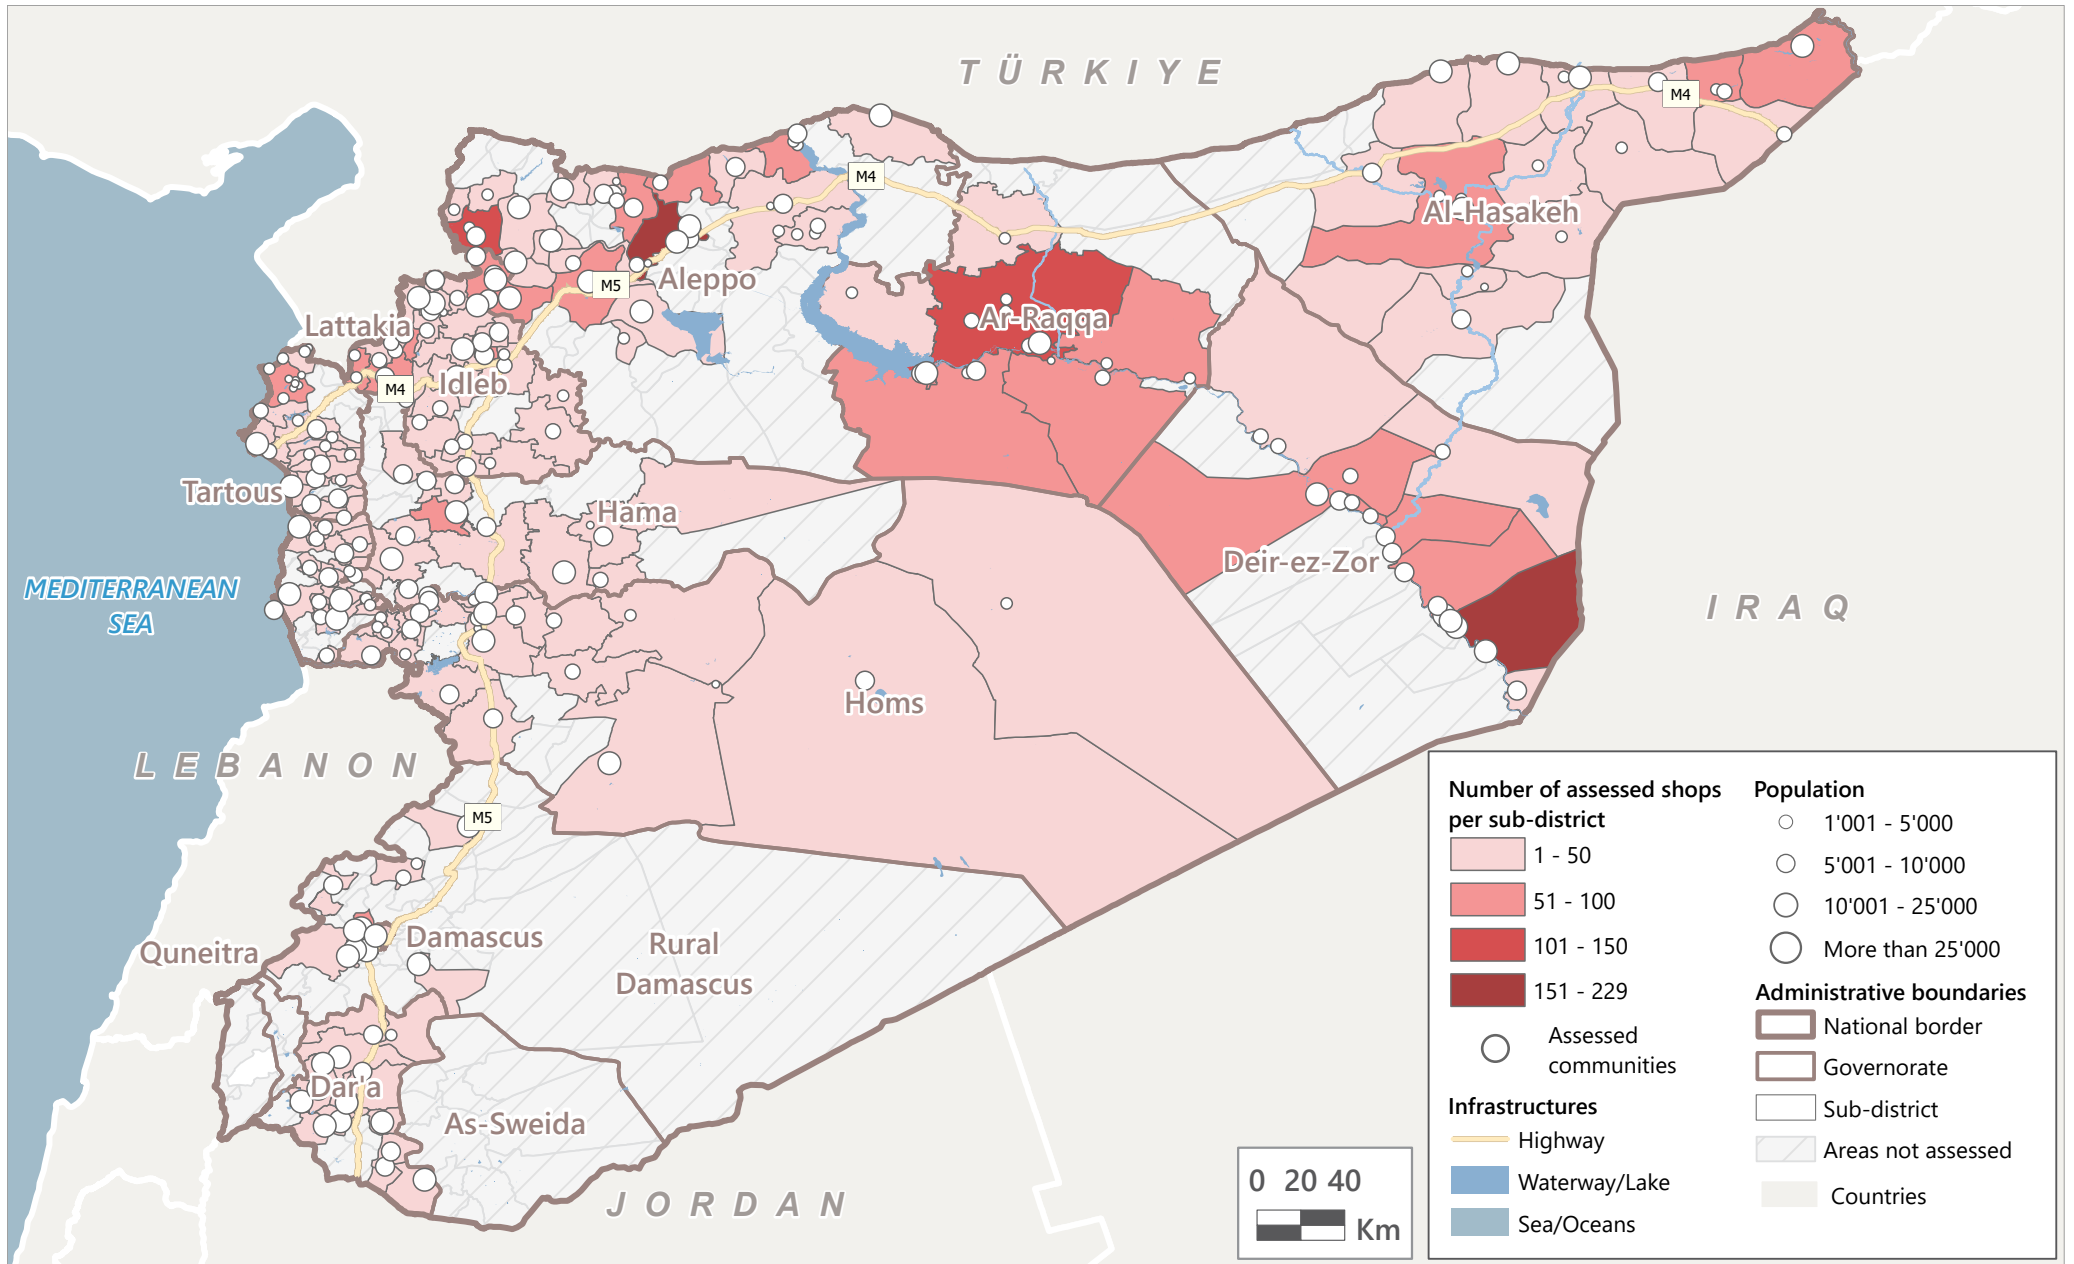 TÜRKIYE
M4
M4
Al-Hasakeh
Aleppo
M5
Ar-Raqqa
Lattakia
M4
Idleb
Tartous
Hama
Deir-ez-Zor
MEDITERRANEAN
SEA
IRAQ
Homs
LEBANON
M5
Quneitra
Damascus
Rural
Damascus
Dar'a
As-Sweida
JORDAN
0 20 40
Km
Number of assessed shops
per sub-district
1 - 50
51 - 100
101 - 150
151 - 229
Assessed
communities
Infrastructures
Highway
Waterway/Lake
Sea/Oceans
Population
1'001 - 5'000
5'001 - 10'000
10'001 - 25'000
More than 25'000
Administrative boundaries
National border
Governorate
Sub-district
Areas not assessed
Countries